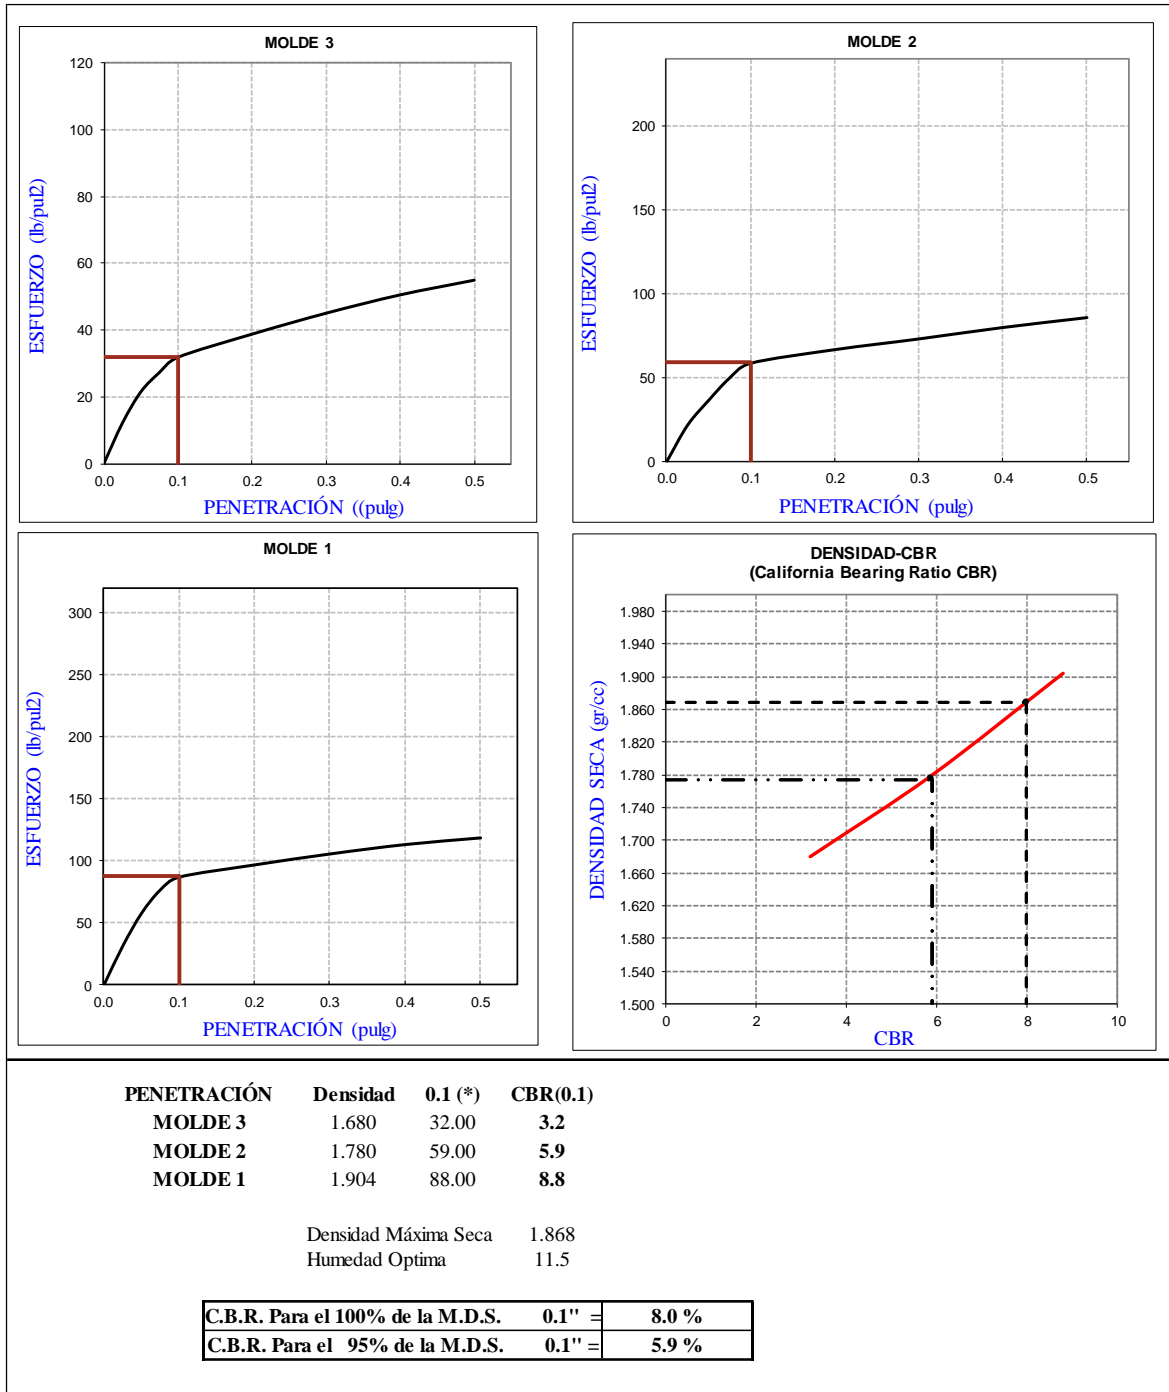 MOLDE 3
120
100
80
60
40
20
0
0.0 0.1 0.2 0.3 0.4 0.5
ESFUERZO (lb/pul2)
PENETRACIÓN ((pulg)
MOLDE 2
200
150
100
50
0
0.0 0.1 0.2 0.3 0.4 0.5
ESFUERZO (lb/pul2)
PENETRACIÓN (pulg)
MOLDE 1
300
250
200
150
100
50
0
0.0 0.1 0.2 0.3 0.4 0.5
ESFUERZO (lb/pul2)
PENETRACIÓN (pulg)
DENSIDAD-CBR
(California Bearing Ratio CBR)
1.980
1.940
1.900
1.860
1.820
1.780
1.740
1.700
1.660
1.620
1.580
1.540
1.500
0 2 4 6 8 10
DENSIDAD SECA (gr/cc)
CBR
PENETRACIÓN Densidad 0.1 (*) CBR(0.1)
MOLDE 3 1.680 32.00 3.2
MOLDE 2 1.780 59.00 5.9
MOLDE 1 1.904 88.00 8.8
Densidad Máxima Seca 1.868
Humedad Optima 11.5
C.B.R. Para el 100% de la M.D.S. 0.1" = 8.0 %
C.B.R. Para el 95% de la M.D.S. 0.1" = 5.9 %